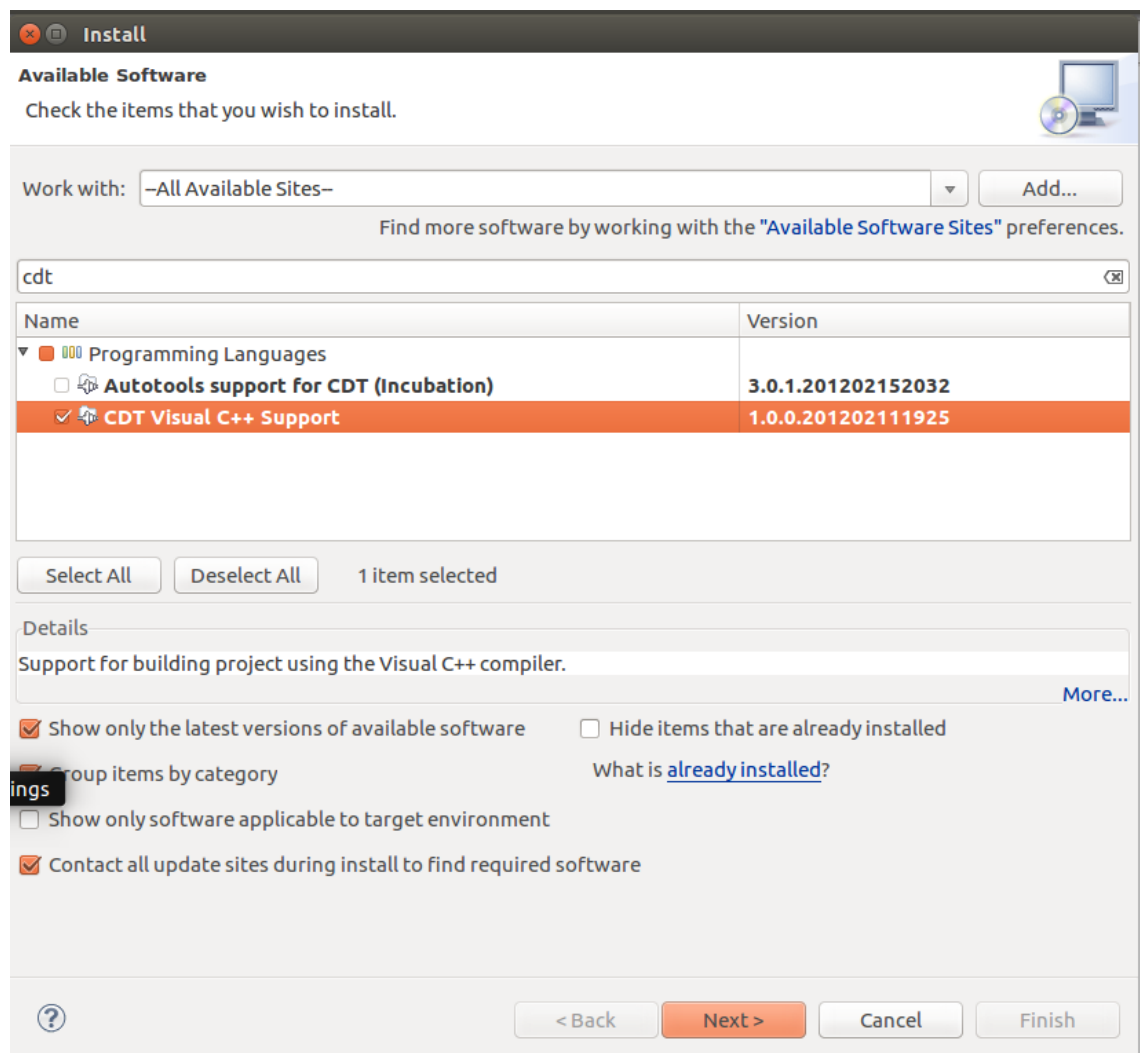 Install
Available Software
Check the items that you wish to install.
Work with: --All Available Sites-- Add...
Find more software by working with the "Available Software Sites" preferences.
cdt
Name Version
Programming Languages
Autotools support for CDT (Incubation) 3.0.1.201202152032
CDT Visual C++ Support 1.0.0.201202111925
Select All Deselect All 1 item selected
Details
Support for building project using the Visual C++ compiler.
More...
Show only the latest versions of available software Hide items that are already installed
Group items by category What is already installed?
ings
Show only software applicable to target environment
Contact all update sites during install to find required software
? < Back Next > Cancel Finish